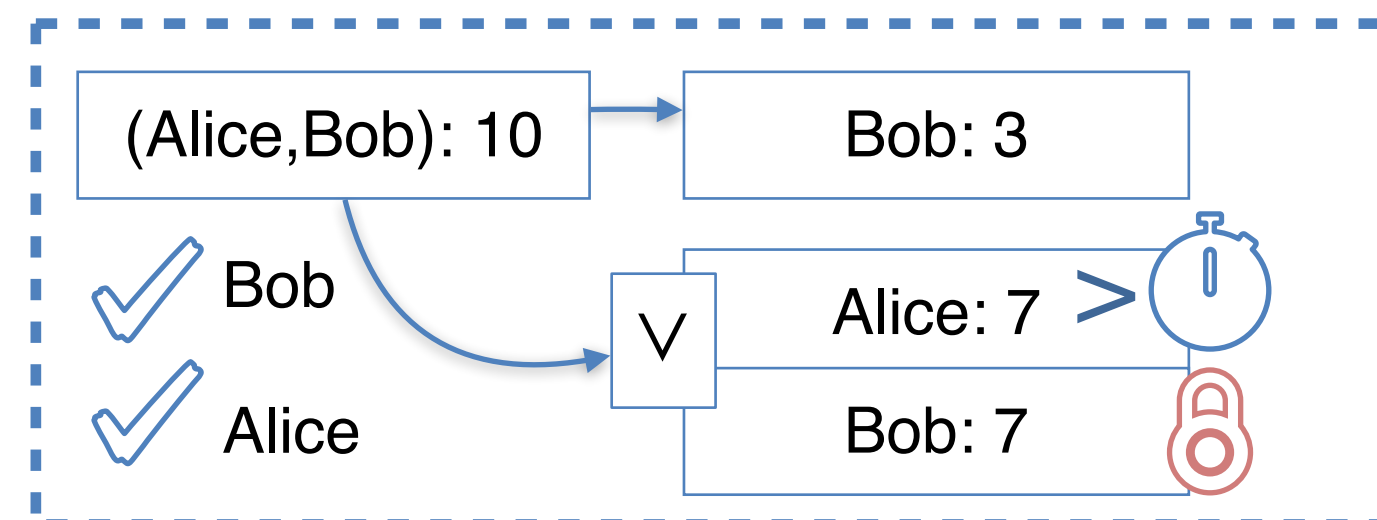 (Alice,Bob): 10
Bob: 3
Bob
Alice
∨
Alice: 7 >
Bob: 7